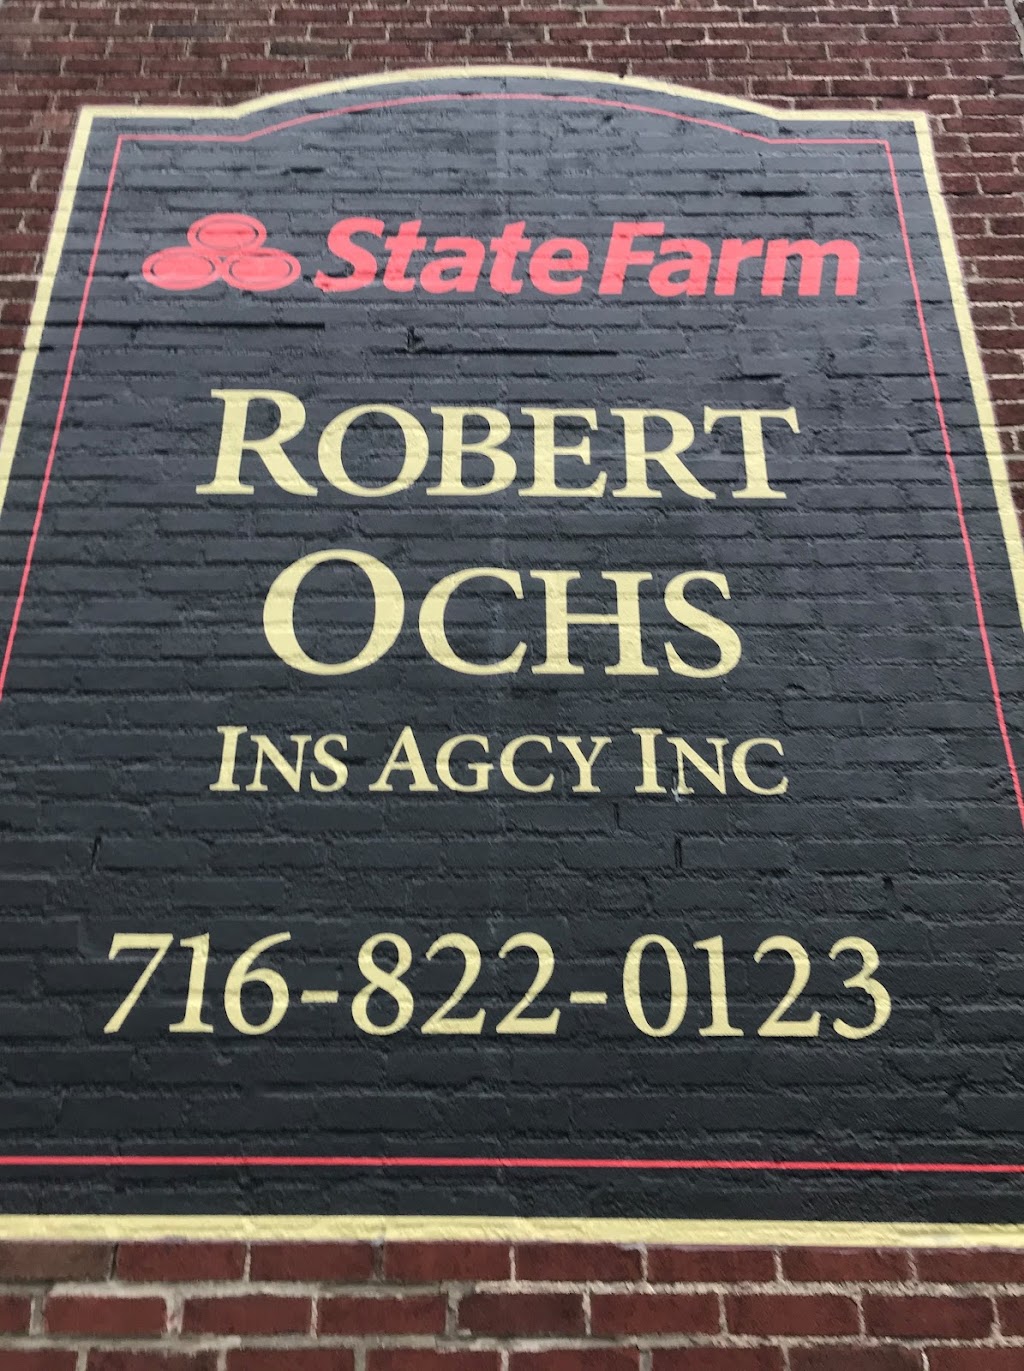 State Farm
ROBERT
OCHS
INS AGCY INC
716-822-0123